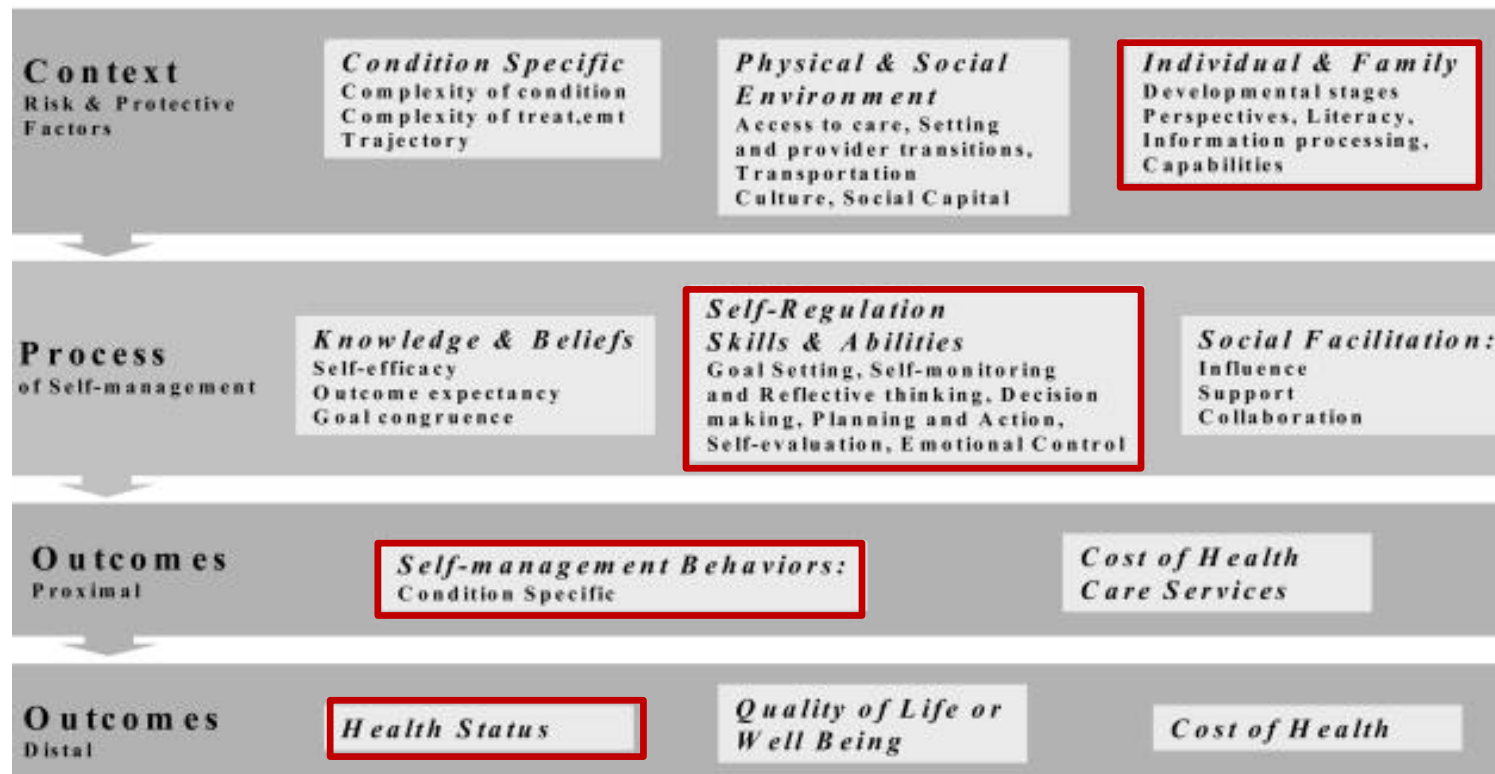 Context
Risk & Protective
Factors
Condition Specific
Complexity of condition
Complexity of treat,emt
Trajectory
Physical & Social
Environment
Access to care, Setting
and provider transitions,
Transportation
Culture, Social Capital
Individual & Family
Developmental stages
Perspectives, Literacy,
Information processing,
Capabilities
Process
of Self-management
Knowledge & Beliefs
Self-efficacy
Outcome expectancy
Goal congruence
Self-Regulation
Skills & Abilities
Goal Setting, Self-monitoring
and Reflective thinking, Decision
making, Planning and Action,
Self-evaluation, Emotional Control
Social Facilitation:
Influence
Support
Collaboration
Outcomes
Proximal
Self-management Behaviors:
Condition Specific
Cost of Health
Care Services
Outcomes
Distal
Health Status
Quality of Life or
Well Being
Cost of Health